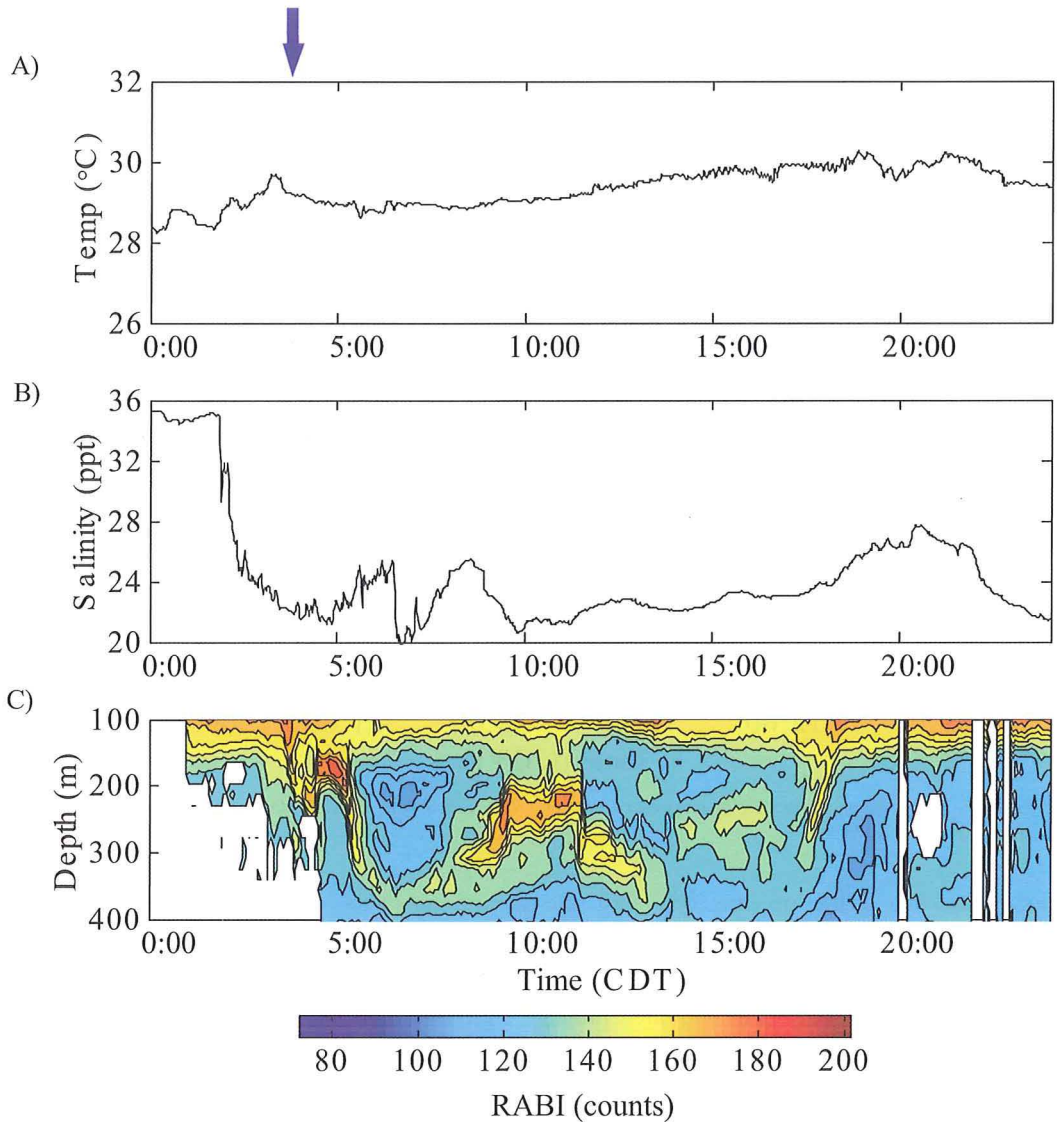 A)
32
30
28
26
Temp (°C)
0:00 5:00 10:00 15:00 20:00
B)
36
32
28
24
20
Salinity (ppt)
0:00 5:00 10:00 15:00 20:00
C)
100
200
300
400
Depth (m)
0:00 5:00 10:00 15:00 20:00
Time (CDT)
80 100 120 140 160 180 200
RABI (counts)